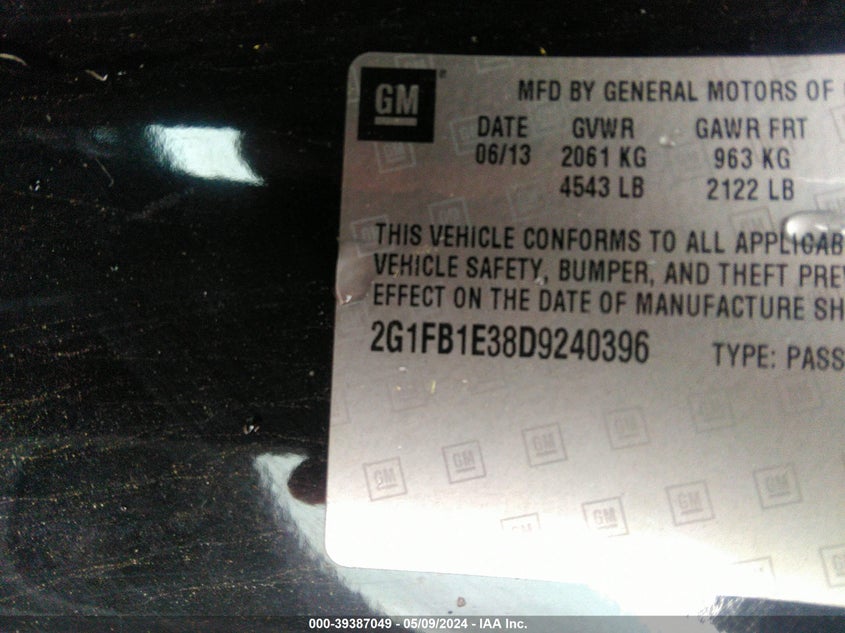 GM
MFD BY GENERAL MOTORS OF
DATE GVWR GAWR FRT
06/13 2061 KG 963 KG
4543 LB 2122 LB
THIS VEHICLE CONFORMS TO ALL APPLICAB
VEHICLE SAFETY, BUMPER, AND THEFT PREV
EFFECT ON THE DATE OF MANUFACTURE SH
2G1FB1E38D9240396 TYPE: PASS
000-39387049 - 05/09/2024 - IAA Inc.